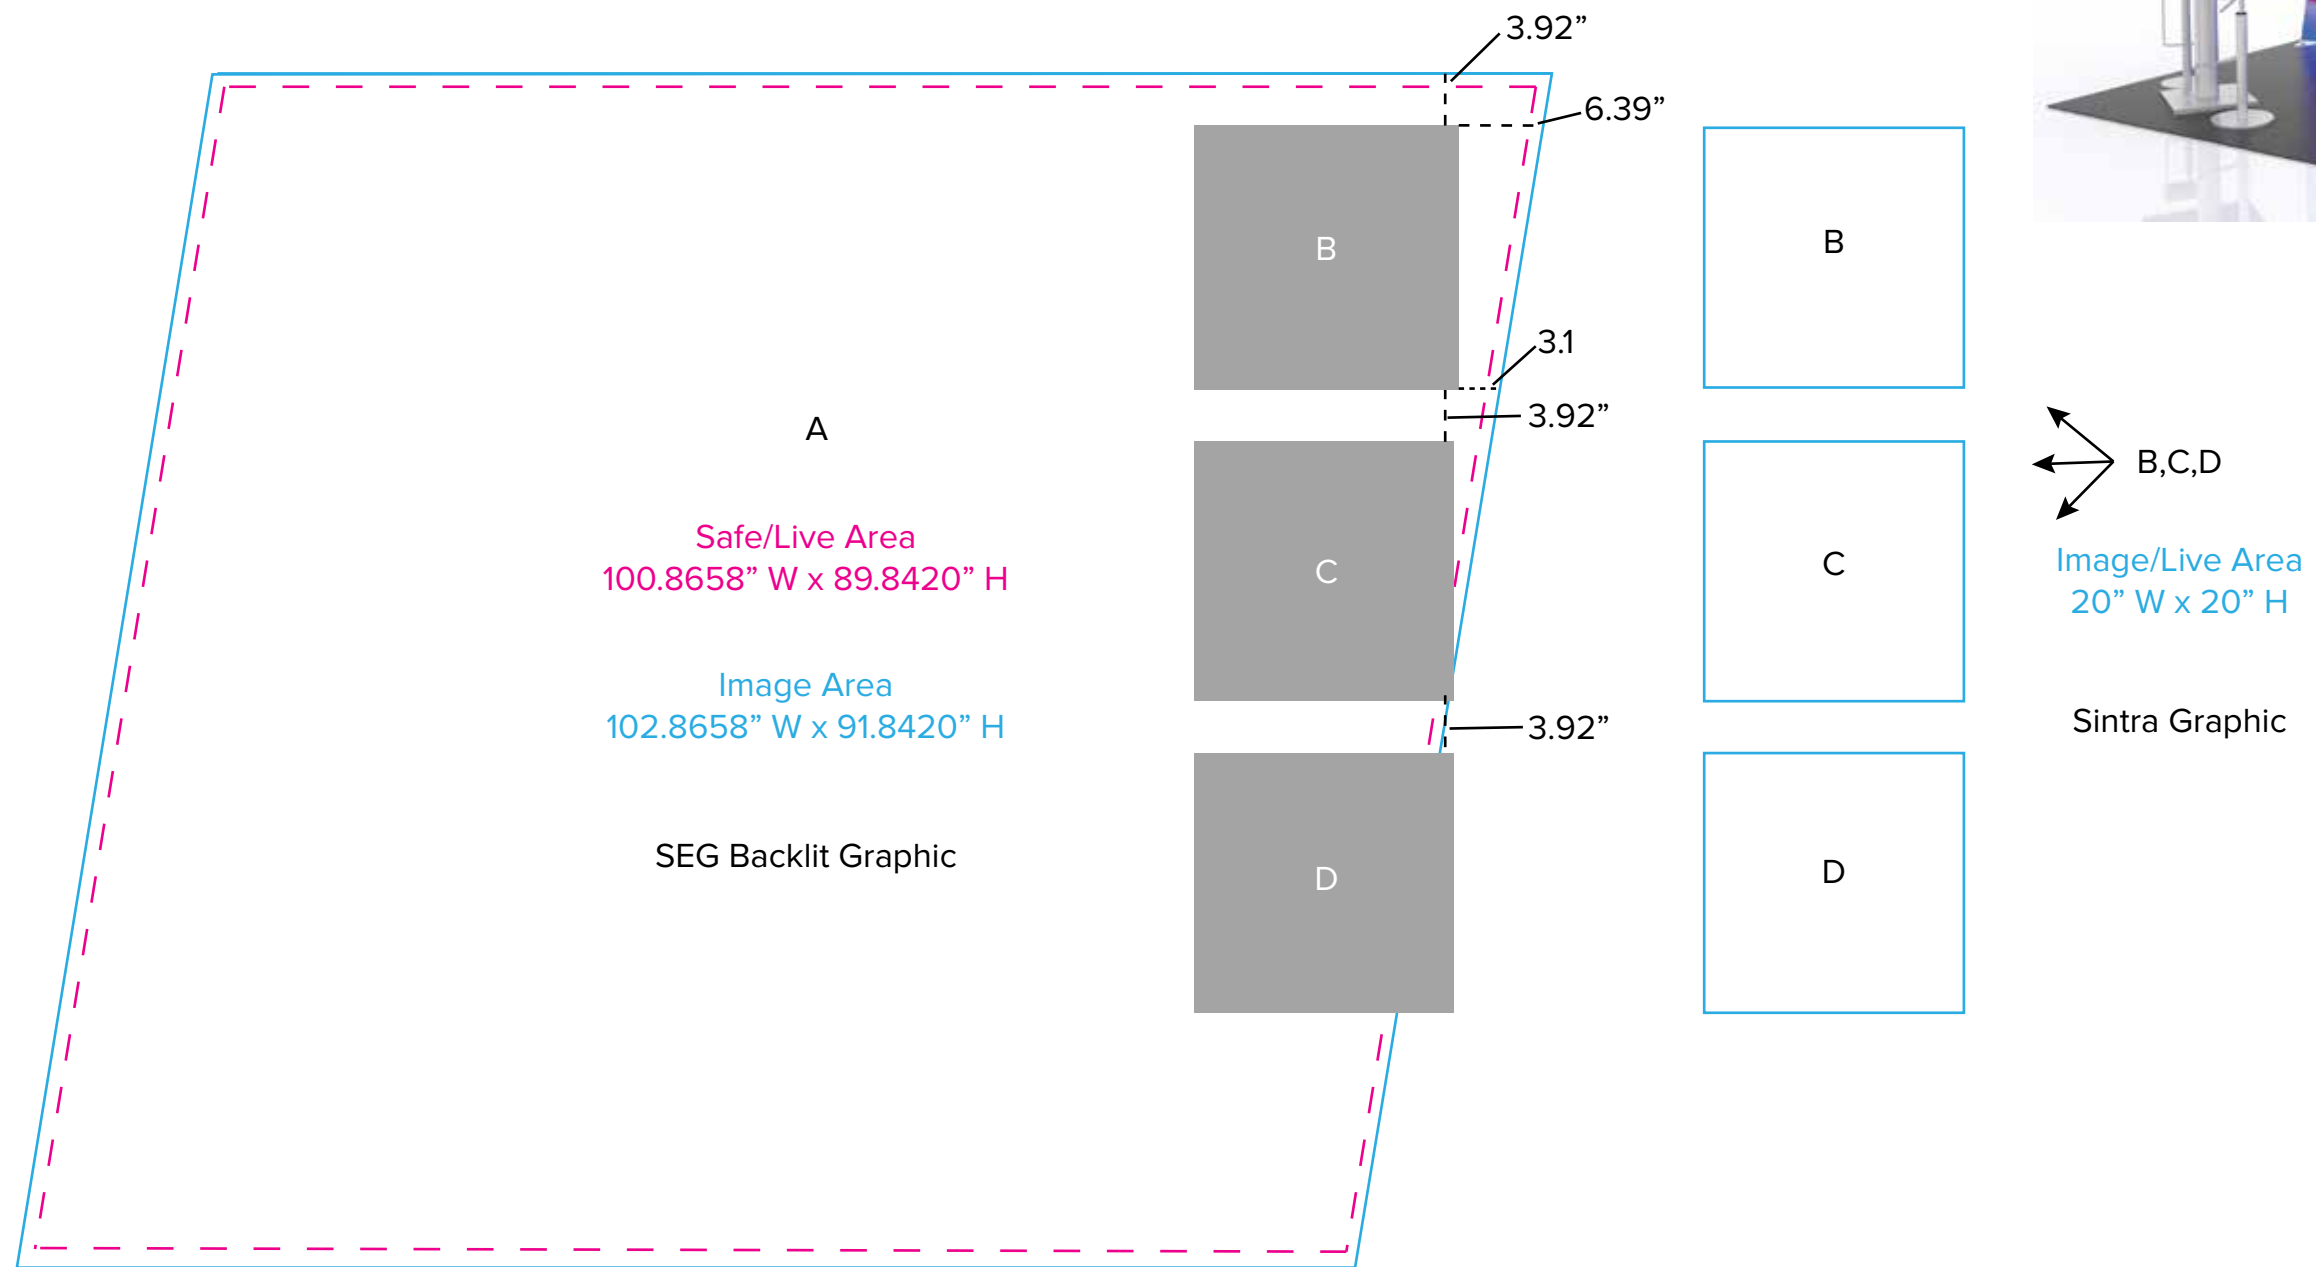 3.92”
6.39”
B
B
3.1
3.92”
A
B,C,D
Safe/Live Area
100.8658” W x 89.8420” H
C
C
Image/Live Area
20” W x 20” H
Image Area
102.8658” W x 91.8420” H
3.92”
Sintra Graphic
SEG Backlit Graphic
D
D